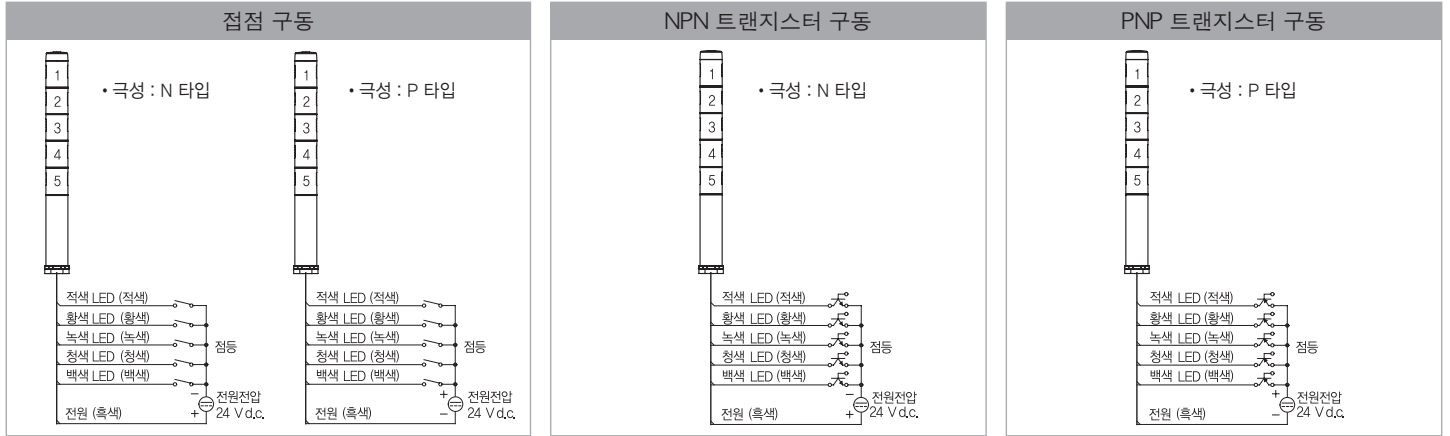 접점 구동
1
2
3
4
5
• 극성 : N 타입
적색 LED (적색)
황색 LED (황색)
녹색 LED (녹색)
청색 LED (청색)
백색 LED (백색)
점등
−
+
전원전압
24 V d.c.
전원 (흑색)
1
2
3
4
5
• 극성 : P 타입
적색 LED (적색)
황색 LED (황색)
녹색 LED (녹색)
청색 LED (청색)
백색 LED (백색)
점등
+
−
전원전압
24 V d.c.
전원 (흑색)
NPN 트랜지스터 구동
1
2
3
4
5
• 극성 : N 타입
적색 LED (적색)
황색 LED (황색)
녹색 LED (녹색)
청색 LED (청색)
백색 LED (백색)
점등
−
+
전원전압
24 V d.c.
전원 (흑색)
PNP 트랜지스터 구동
1
2
3
4
5
• 극성 : P 타입
적색 LED (적색)
황색 LED (황색)
녹색 LED (녹색)
청색 LED (청색)
백색 LED (백색)
점등
+
−
전원전압
24 V d.c.
전원 (흑색)